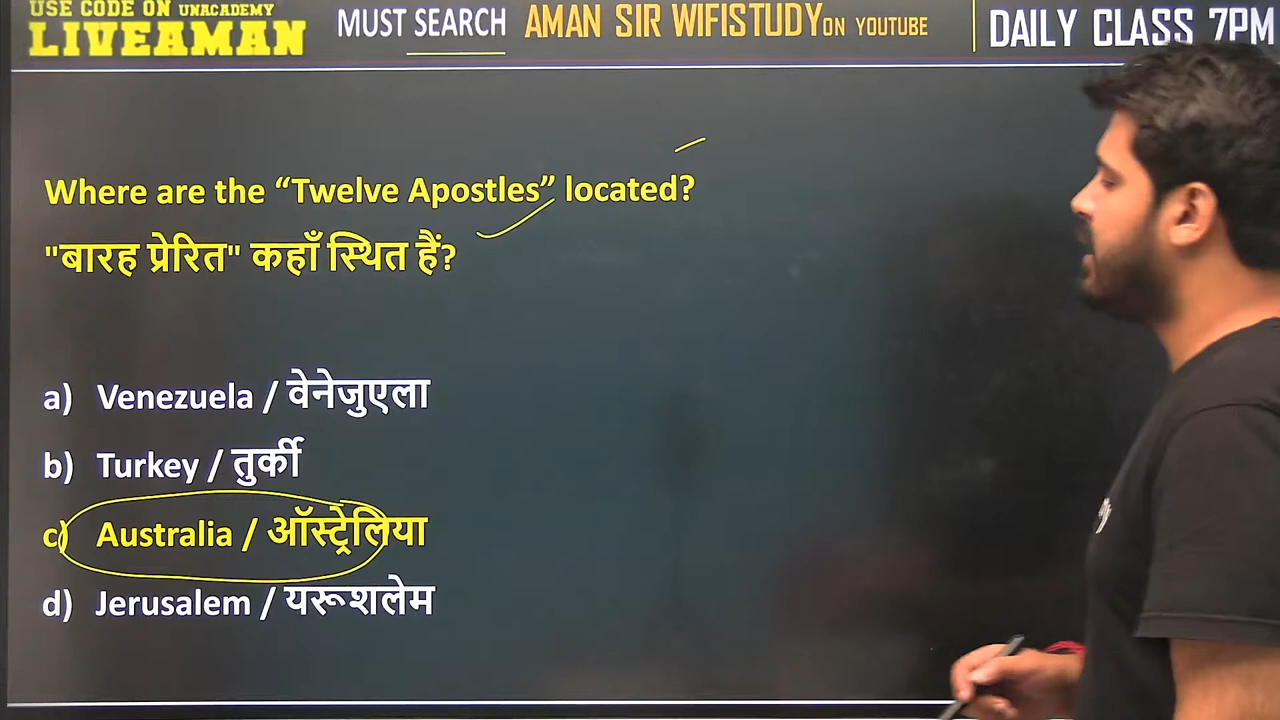 USE CODE ON UNACADEMY
LIVEAMAN
MUST SEARCH AMAN SIR WIFISTUDY ON YOUTUBE
DAILY CLASS 7PM
Where are the “Twelve Apostles” located?
"बारह प्रेरित" कहाँ स्थित हैं?
a) Venezuela / वेनेजुएला
b) Turkey / तुर्की
c) Australia / ऑस्ट्रेलिया
d) Jerusalem / यरूशलेम